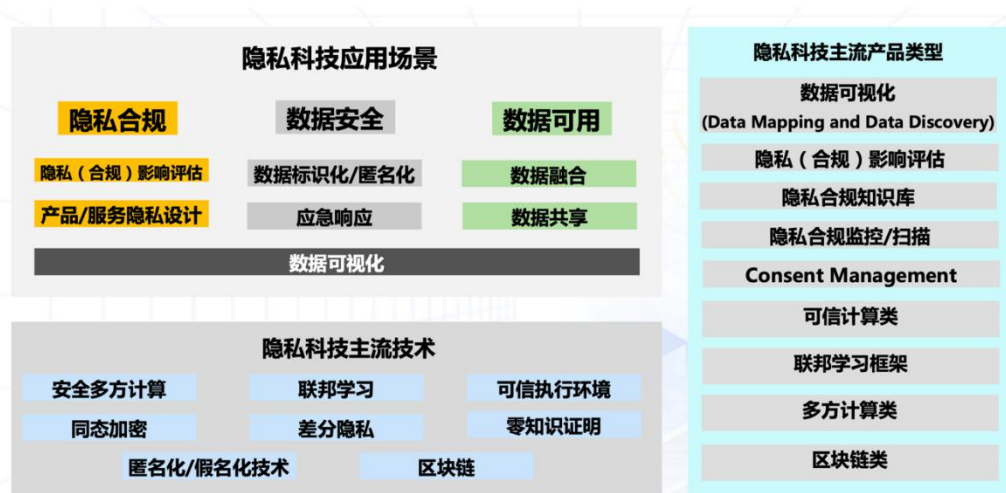 隐私科技应用场景
隐私合规 数据安全 数据可用
隐私（合规）影响评估 数据标识化/匿名化 数据融合
产品/服务隐私设计 应急响应 数据共享
数据可视化
隐私科技主流技术
安全多方计算 联邦学习 可信执行环境
同态加密 差分隐私 零知识证明
匿名化/假名化技术 区块链
隐私科技主流产品类型
数据可视化
(Data Mapping and Data Discovery)
隐私（合规）影响评估
隐私合规知识库
隐私合规监控/扫描
Consent Management
可信计算类
联邦学习框架
多方计算类
区块链类